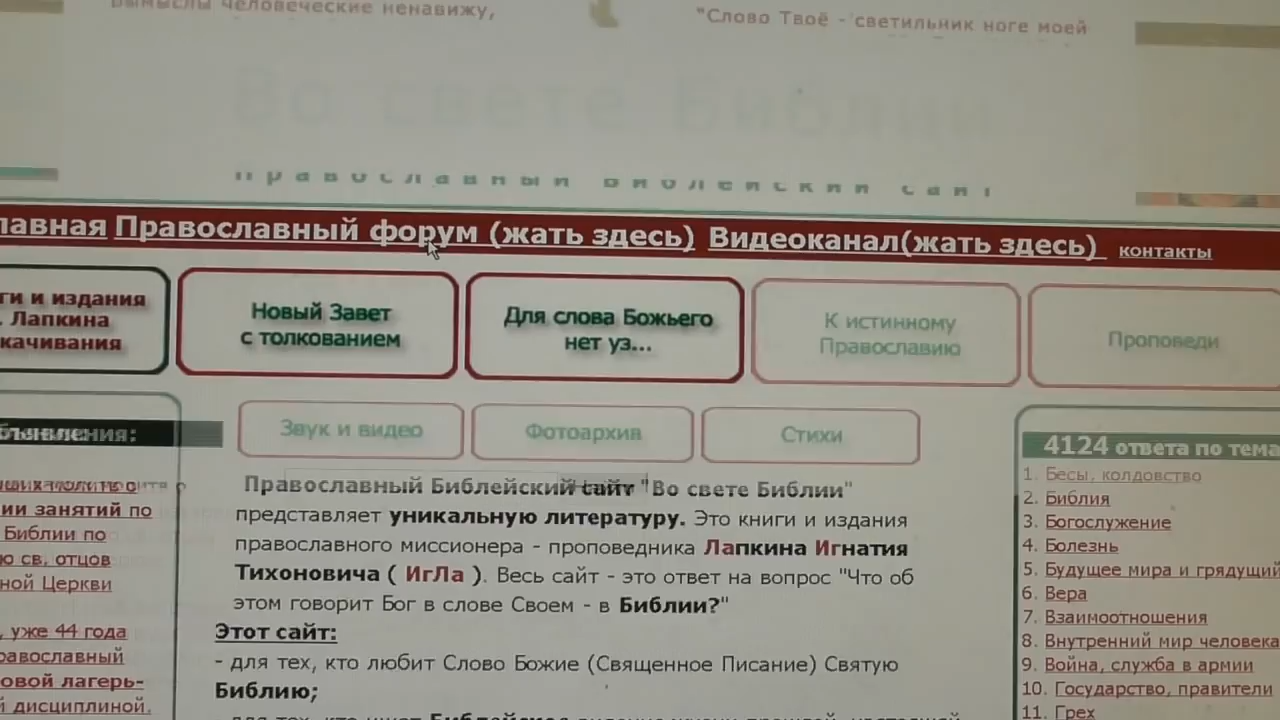 вымыслы человеческие ненавижу,
"Слово Твоё - светильник ноге моей
Во свете Библии
православный библейский сайт
лавная Православный форум (жать здесь) Видеоканал(жать здесь) контакты
ги и издания
. Лапкина
качивания
Новый Завет
с толкованием
Для слова Божьего
нет уз...
К истинному
Православию
Проповеди
Звук и видео
Фотоархив
Стихи
ии занятий по
Библии по
ю св. отцов
ной Церкви
, уже 44 года
равославный
овой лагерь-
й дисциплиной.
Православный Библейский сайт "Во свете Библии"
представляет уникальную литературу. Это книги и издания
православного миссионера - проповедника Лапкина Игнатия
Тихоновича ( ИгЛа ). Весь сайт - это ответ на вопрос "Что об
этом говорит Бог в слове Своем - в Библии?"
Этот сайт:
- для тех, кто любит Слово Божие (Священное Писание) Святую
Библию;
4124 ответа по тема
1. Бесы, колдовство
2. Библия
3. Богослужение
4. Болезнь
5. Будущее мира и грядущий
6. Вера
7. Взаимоотношения
8. Внутренний мир человека
9. Война, служба в армии
10. Государство, правители
11. Грех